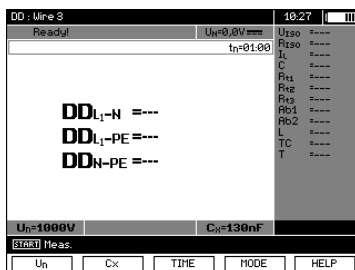 DD : Wire 3 10:27
Ready! UN=0,0V
tn=01:00
DDL1-N =---
DDL1-PE=---
DDN-PE=---
UISO =---
RISO =---
IL =---
C =---
Rt1 =---
Rt2 =---
Rt3 =---
Ab1 =---
Ab2 =---
L =---
TC =---
T =---
Un=1000V CX=130nF
START Meas.
Un Cx TIME MODE HELP